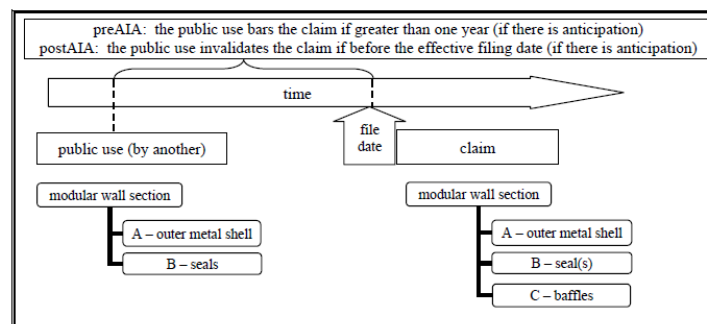 preAIA:  the public use bars the claim if greater than one year (if there is anticipation)
postAIA:  the public use invalidates the claim if before the effective filing date (if there is anticipation)
time
public use (by another)
file
date
claim
modular wall section
A – outer metal shell
B – seals
modular wall section
A – outer metal shell
B – seal(s)
C – baffles